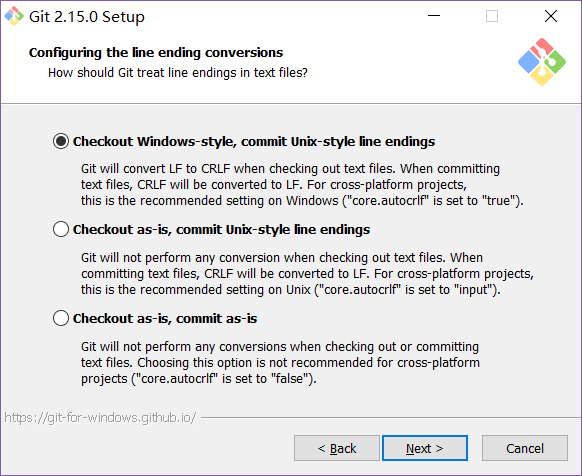 Git 2.15.0 Setup
Configuring the line ending conversions
How should Git treat line endings in text files?
Checkout Windows-style, commit Unix-style line endings
Git will convert LF to CRLF when checking out text files. When committing
text files, CRLF will be converted to LF. For cross-platform projects,
this is the recommended setting on Windows ("core.autocrlf" is set to "true").
Checkout as-is, commit Unix-style line endings
Git will not perform any conversion when checking out text files. When
committing text files, CRLF will be converted to LF. For cross-platform projects,
this is the recommended setting on Unix ("core.autocrlf" is set to "input").
Checkout as-is, commit as-is
Git will not perform any conversions when checking out or committing
text files. Choosing this option is not recommended for cross-platform
projects ("core.autocrlf" is set to "false").
https://git-for-windows.github.io/
< Back
Next >
Cancel